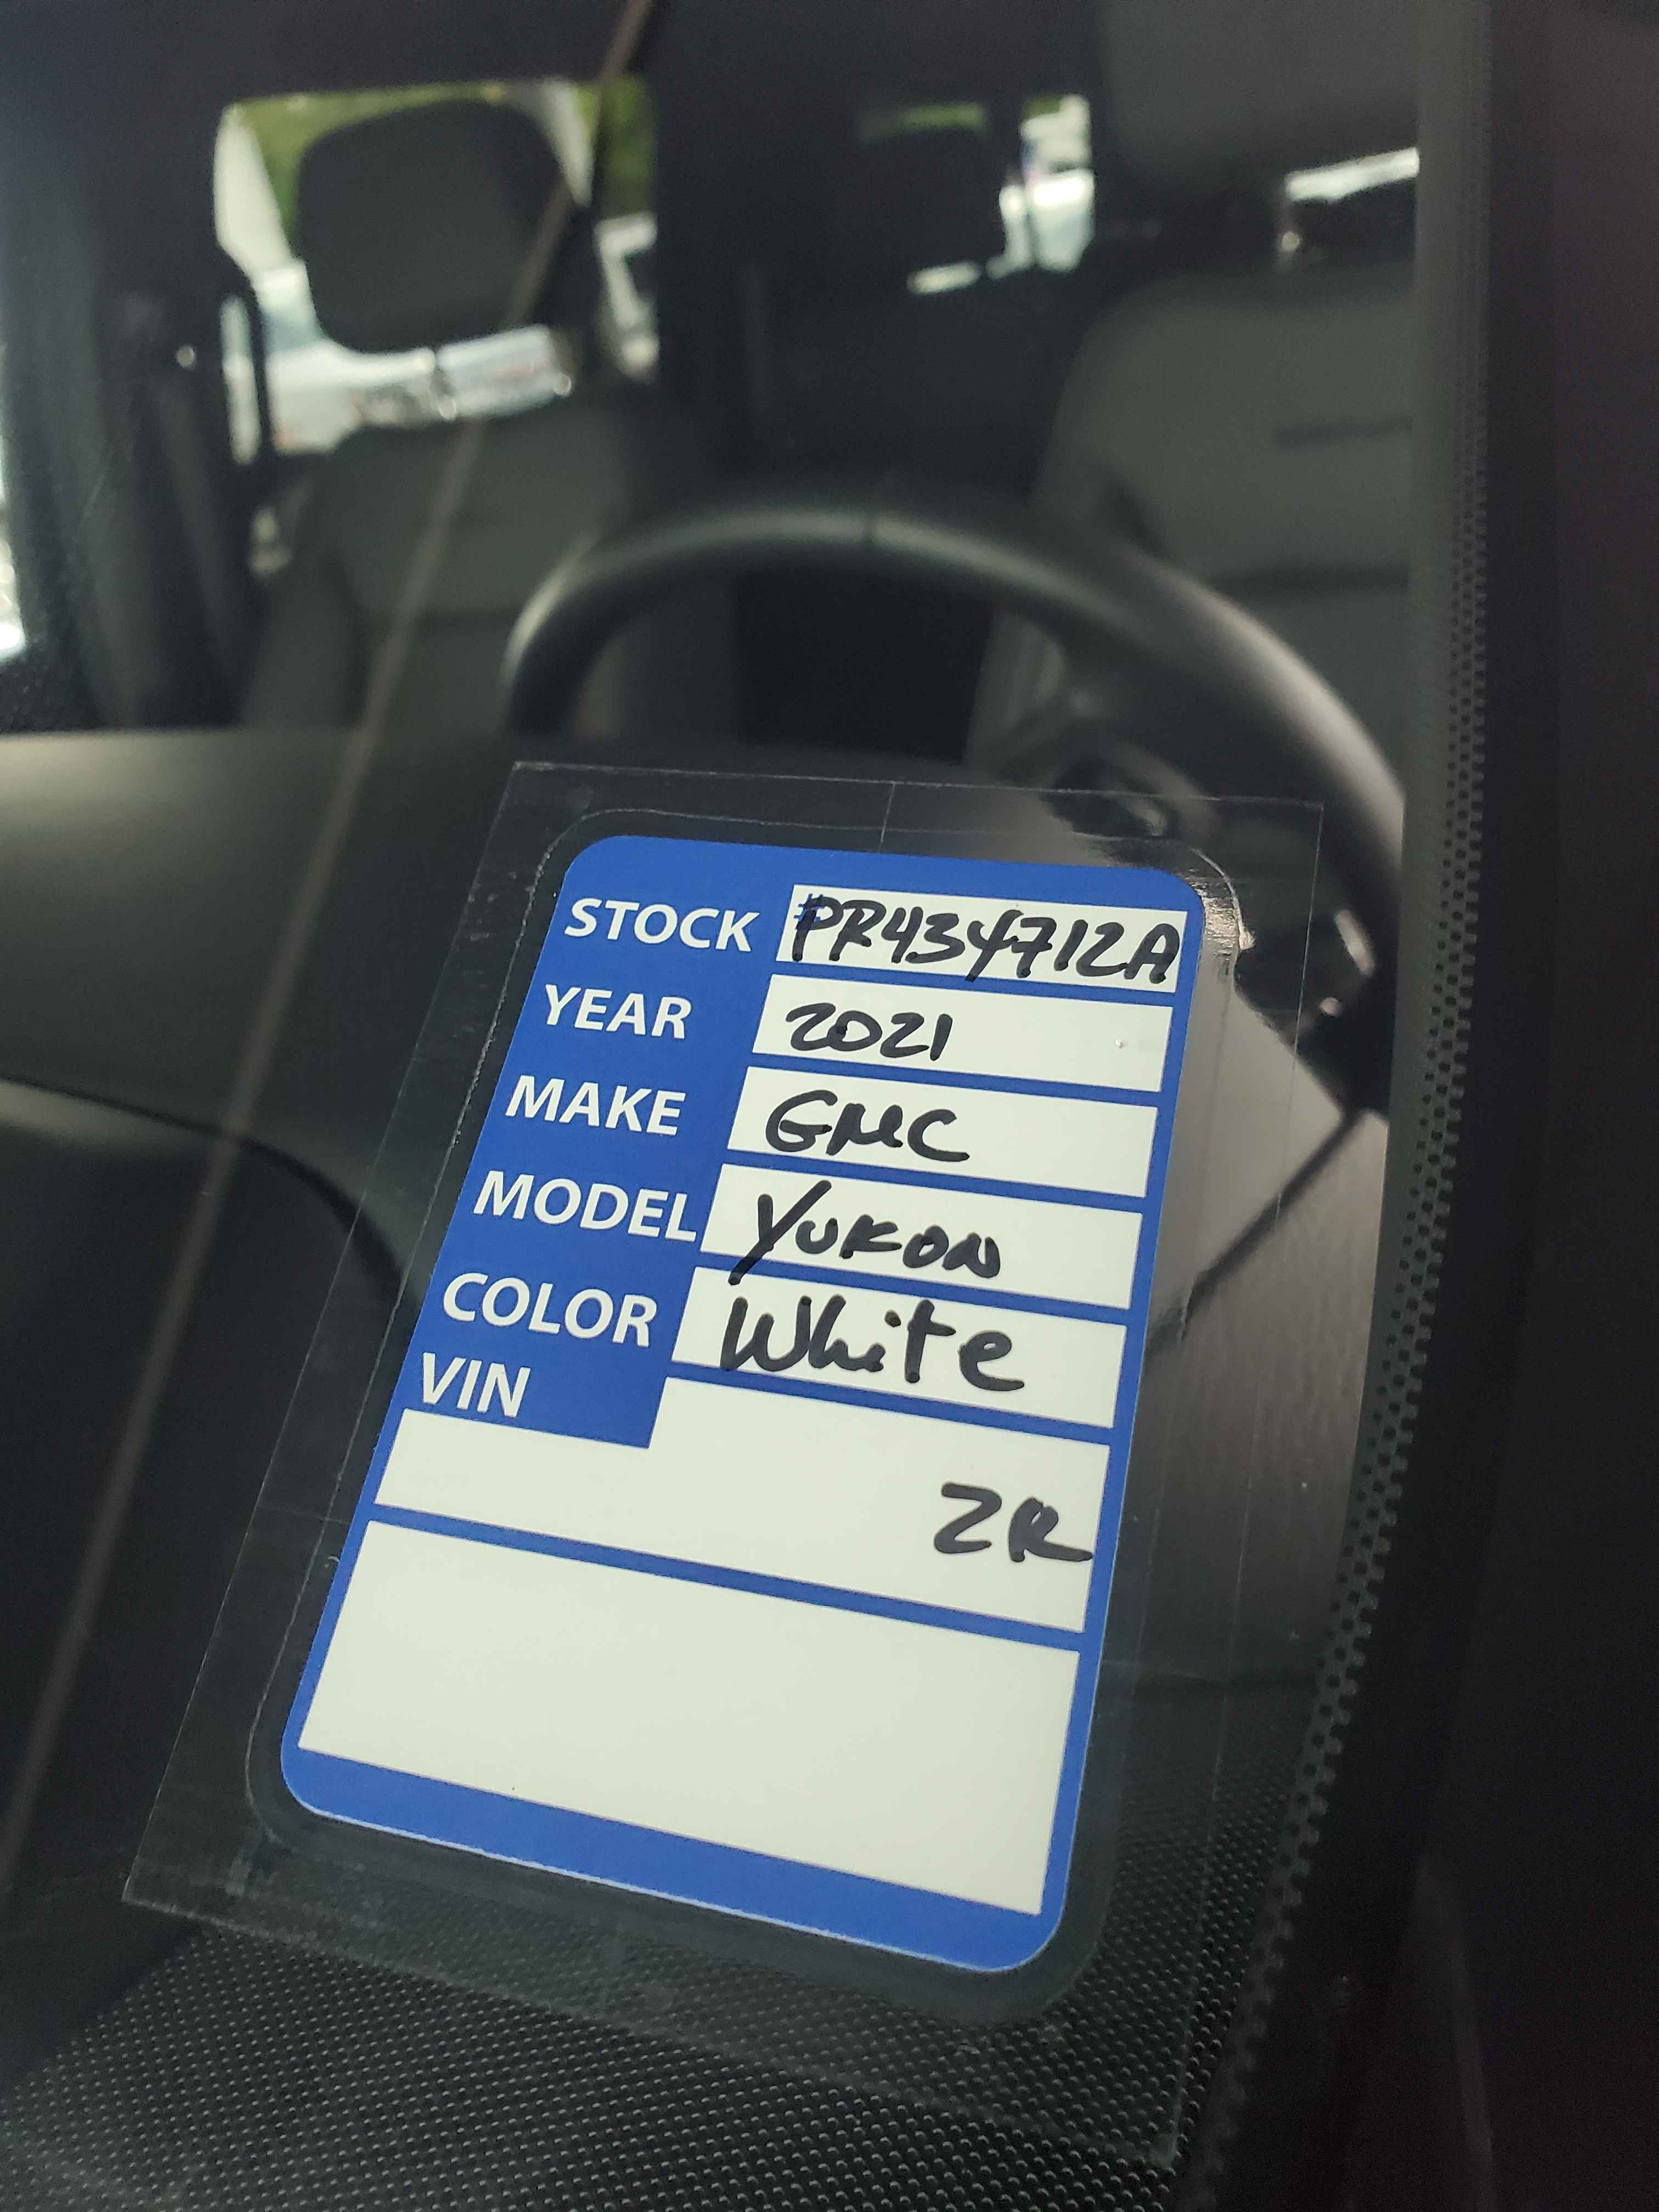 STOCK #PR434712A
YEAR 2021
MAKE GMC
MODEL YUKON
COLOR White
VIN
ZR